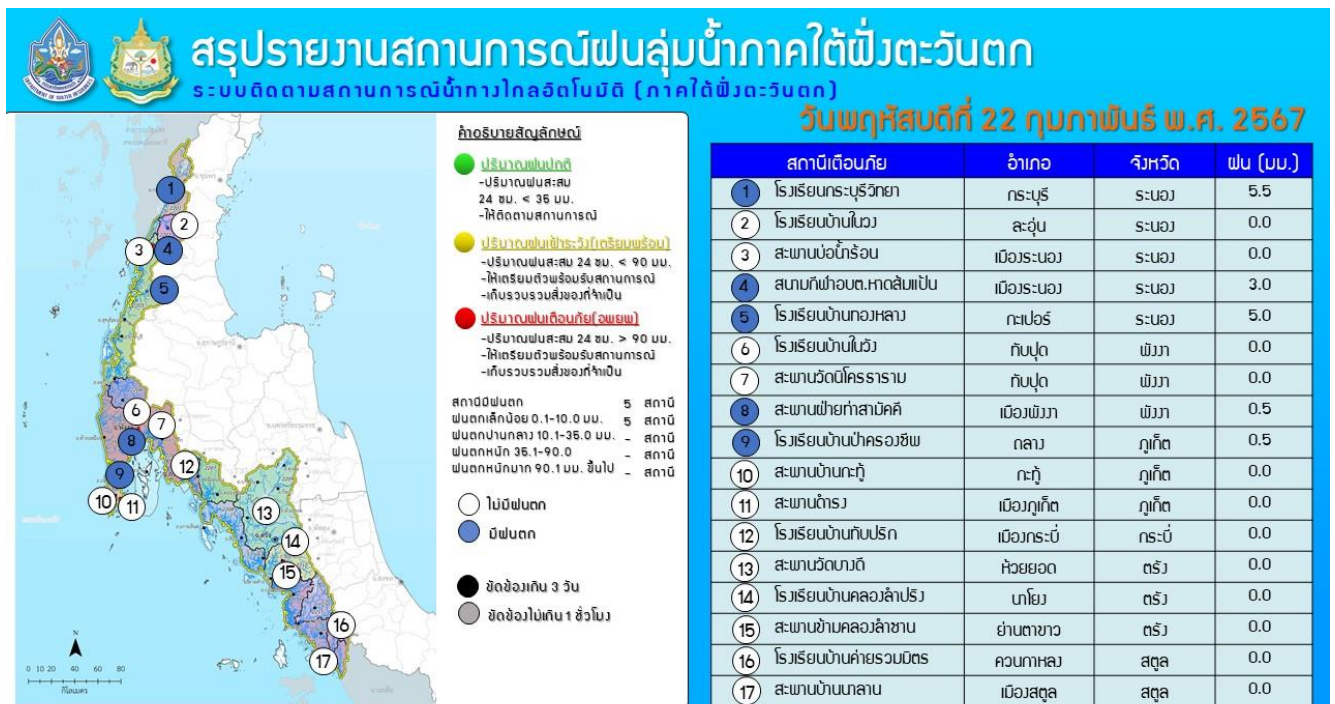 สรุปรายงานสถานการณ์ฝนลุ่มน้ำภาคใต้ฝั่งตะวันตก
ระบบติดตามสถานการณ์น้ำทางไกลอัตโนมัติ (ภาคใต้ฝั่งตะวันตก)
วันพฤหัสบดีที่ 22 กุมภาพันธ์ พ.ศ. 2567
คำอธิบายสัญลักษณ์
ปริมาณฝนปกติ
-ปริมาณฝนสะสม
24 ชม. < 35 มม.
-ให้ติดตามสถานการณ์
ปริมาณฝนเฝ้าระวัง(เตรียมพร้อม)
-ปริมาณฝนสะสม 24 ชม. < 90 มม.
-ให้เตรียมตัวพร้อมรับสถานการณ์
-เก็บรวบรวมสิ่งของที่จำเป็น
ปริมาณฝนเตือนภัย(อพยพ)
-ปริมาณฝนสะสม 24 ชม. > 90 มม.
-ให้เตรียมตัวพร้อมรับสถานการณ์
-เก็บรวบรวมสิ่งของที่จำเป็น
สถานีมีฝนตก 5 สถานี
ฝนตกเล็กน้อย 0.1-10.0 มม. 5 สถานี
ฝนตกปานกลาง 10.1-35.0 มม. - สถานี
ฝนตกหนัก 35.1-90.0 - สถานี
ฝนตกหนักมาก 90.1 มม. ขึ้นไป - สถานี
ไม่มีฝนตก
มีฝนตก
ขัดข้องเกิน 3 วัน
ขัดข้องไม่เกิน 1 ชั่วโมง
1
2
3 4
5
6 7
8
9 12
10 11
13
14
15
16
17
N
0 10 20 40 60 80
กิโลเมตร
สถานีเตือนภัย อำเภอ จังหวัด ฝน (มม.)
1 โรงเรียนกระบุรีวิทยา กระบุรี ระนอง 5.5
2 โรงเรียนบ้านในวง ละอุ่น ระนอง 0.0
3 สะพานบ่อน้ำร้อน เมืองระนอง ระนอง 0.0
4 สนามกีฬาอบต.หาดส้มแป้น เมืองระนอง ระนอง 3.0
5 โรงเรียนบ้านทองหลาง กะเปอร์ ระนอง 5.0
6 โรงเรียนบ้านในวัง ทับปุด พังงา 0.0
7 สะพานวัดนิโครธาราม ทับปุด พังงา 0.0
8 สะพานฝ่ายท่าสามัคคี เมืองพังงา พังงา 0.5
9 โรงเรียนบ้านป่าครองชีพ ถลาง ภูเก็ต 0.5
10 สะพานบ้านกะทู้ กะทู้ ภูเก็ต 0.0
11 สะพานดำรง เมืองภูเก็ต ภูเก็ต 0.0
12 โรงเรียนบ้านทับปริก เมืองกระบี่ กระบี่ 0.0
13 สะพานวัดบางดี ห้วยยอด ตรัง 0.0
14 โรงเรียนบ้านคลองลำปริง นาโยง ตรัง 0.0
15 สะพานข้ามคลองลำชาน ย่านตาขาว ตรัง 0.0
16 โรงเรียนบ้านค่ายรวมมิตร ควนกาหลง สตูล 0.0
17 สะพานบ้านนาลาน เมืองสตูล สตูล 0.0